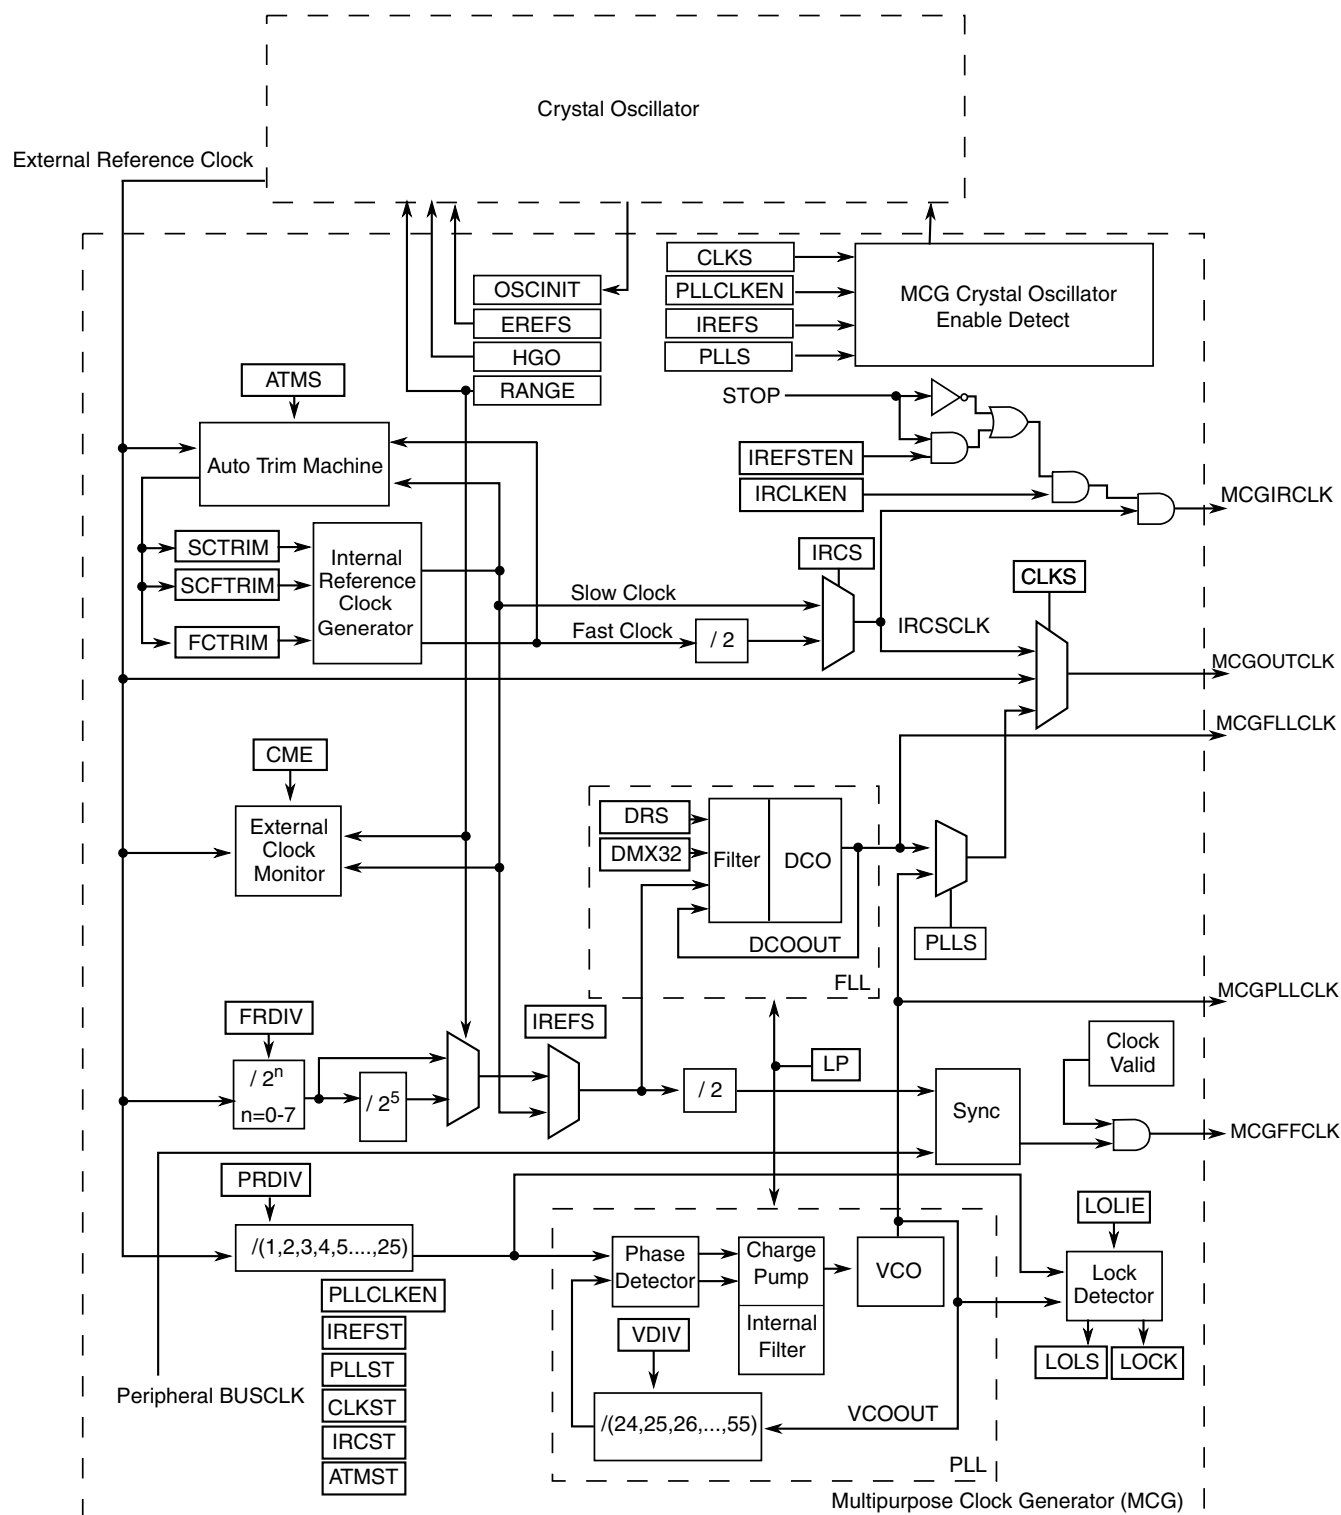 Crystal Oscillator
External Reference Clock
OSCINIT
EREFS
HGO
RANGE
CLKS
PLLCLKEN
IREFS
PLLS
MCG Crystal Oscillator
Enable Detect
STOP
IREFSTEN
IRCLKEN
MCGIRCLK
ATMS
Auto Trim Machine
SCTRIM
SCFTRIM
FCTRIM
Internal
Reference
Clock
Generator
Slow Clock
Fast Clock
/ 2
IRCS
IRCSCLK
CLKS
MCGOUTCLK
MCGFLLCLK
CME
External
Clock
Monitor
DRS
DMX32
Filter
DCO
DCOOUT
FLL
PLLS
MCGPLLCLK
FRDIV
/ 2ⁿ
n=0-7
/ 2⁵
IREFS
/ 2
LP
Sync
Clock
Valid
MCGFFCLK
PRDIV
/(1,2,3,4,5....,25)
Phase
Detector
Charge
Pump
Internal
Filter
VCO
VDIV
/(24,25,26,...,55)
VCOOUT
PLL
LOLIE
Lock
Detector
LOLS
LOCK
PLLCLKEN
IREFST
PLLST
CLKST
IRCST
ATMST
Peripheral BUSCLK
Multipurpose Clock Generator (MCG)